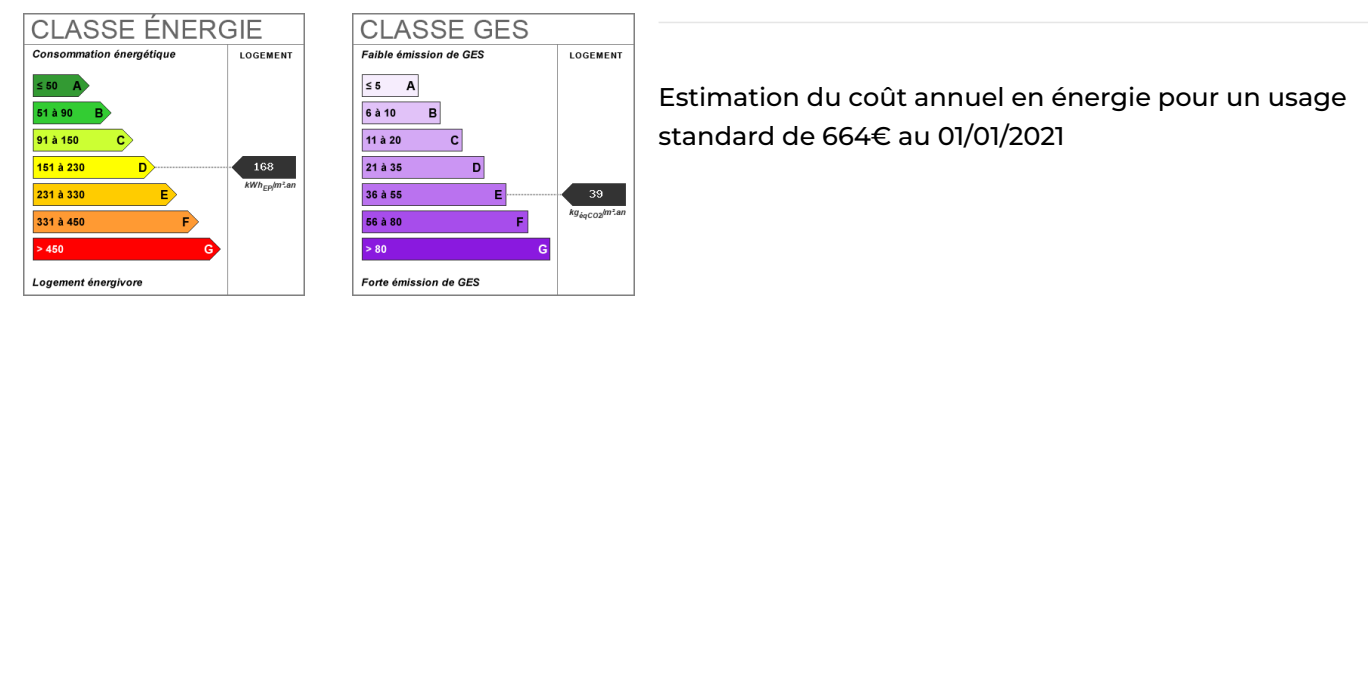 CLASSE ÉNERGIE
Consommation énergétique
LOGEMENT
≤ 50 A
51 à 90 B
91 à 150 C
151 à 230 D
168
kWhEP/m².an
231 à 330 E
331 à 450 F
> 450 G
Logement énergivore
CLASSE GES
Faible émission de GES
LOGEMENT
≤ 5 A
6 à 10 B
11 à 20 C
21 à 35 D
36 à 55 E
39
kgéqCO2/m².an
56 à 80 F
> 80 G
Forte émission de GES
Estimation du coût annuel en énergie pour un usage
standard de 664€ au 01/01/2021